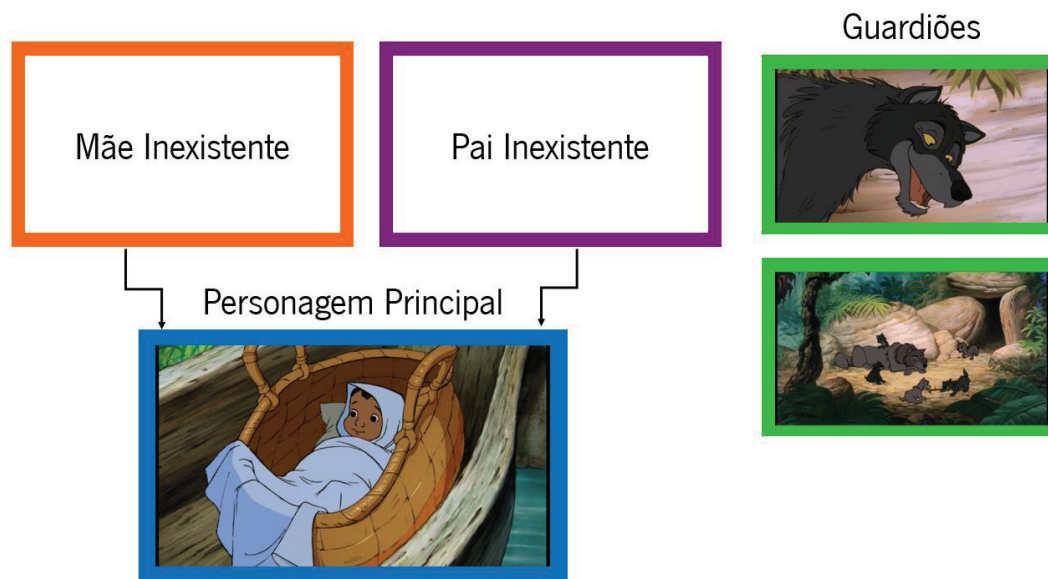 Guardiões
Mãe Inexistente
Pai Inexistente
Personagem Principal